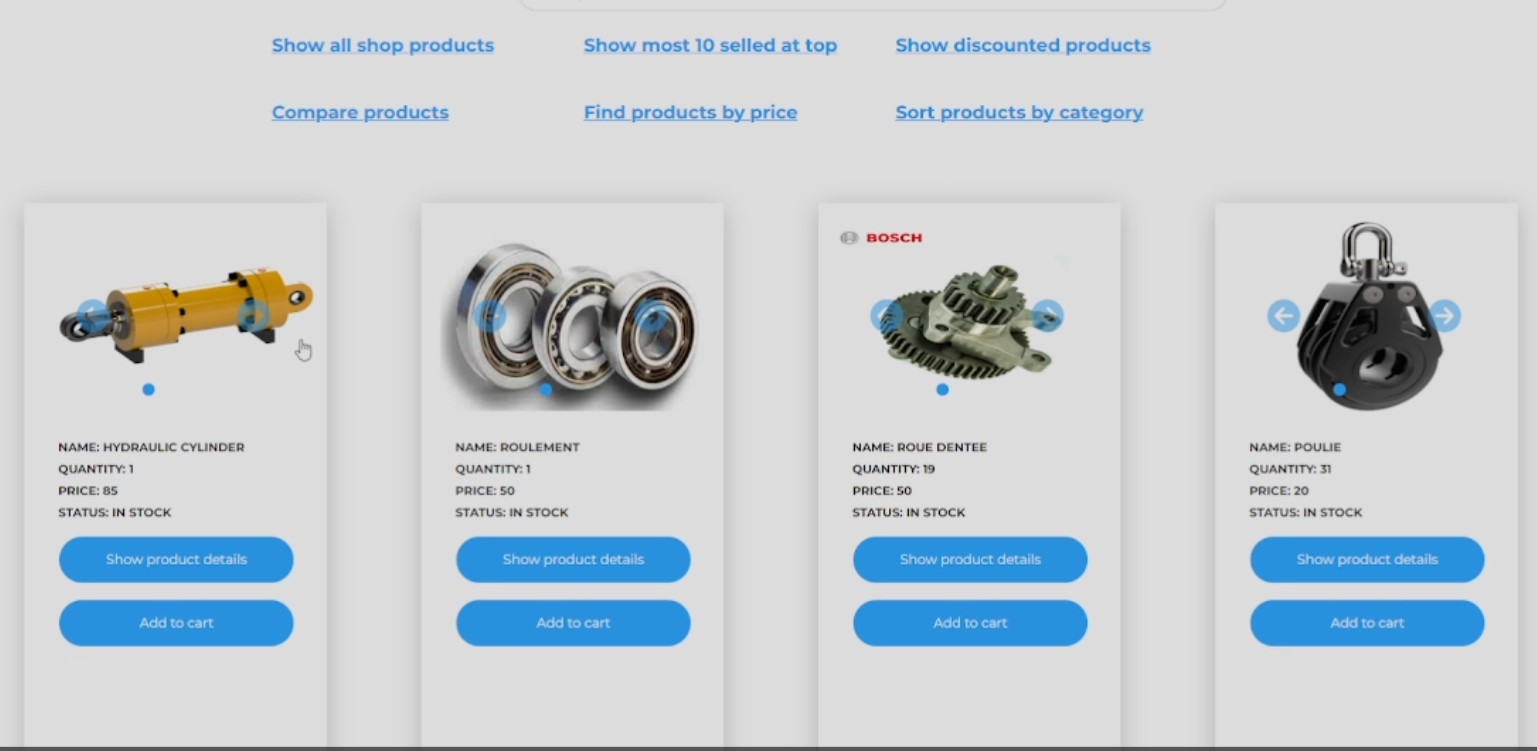 Show all shop products Show most 10 selled at top Show discounted products
Compare products Find products by price Sort products by category
BOSCH
NAME: HYDRAULIC CYLINDER
QUANTITY: 1
PRICE: 85
STATUS: IN STOCK
Show product details
Add to cart
NAME: ROULEMENT
QUANTITY: 1
PRICE: 50
STATUS: IN STOCK
Show product details
Add to cart
NAME: ROUE DENTEE
QUANTITY: 19
PRICE: 50
STATUS: IN STOCK
Show product details
Add to cart
NAME: POULIE
QUANTITY: 31
PRICE: 20
STATUS: IN STOCK
Show product details
Add to cart